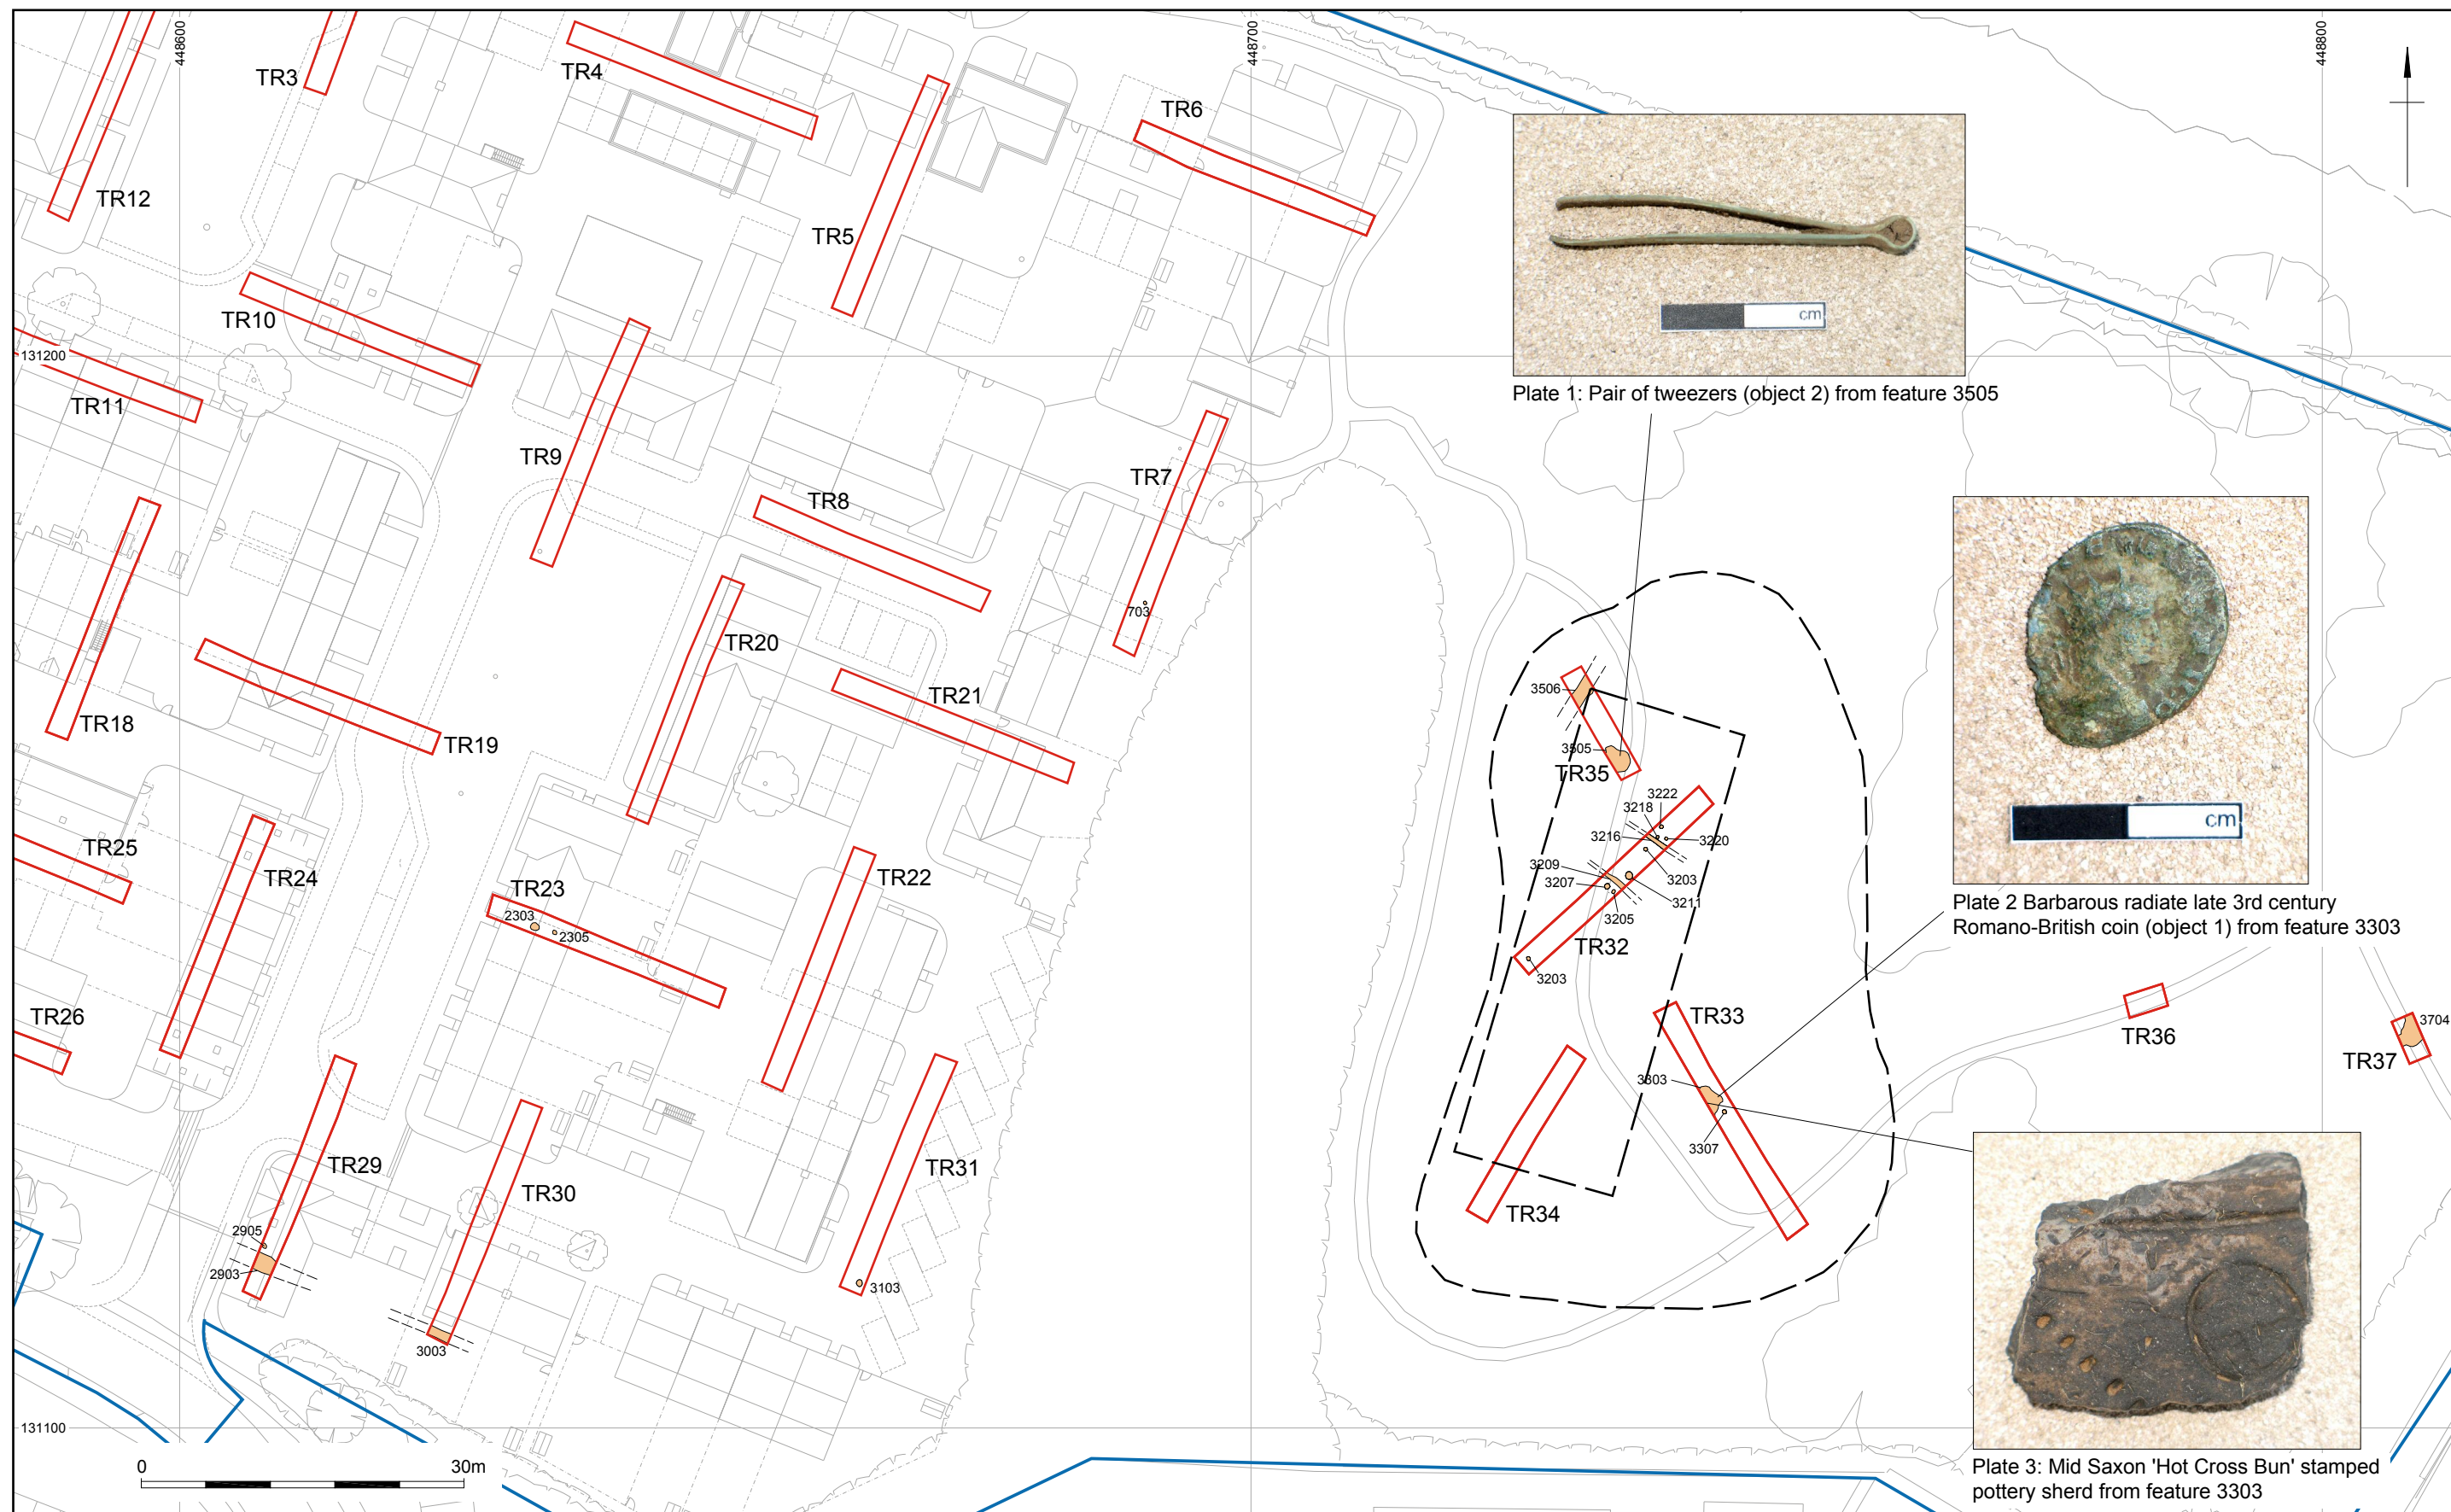 448600
448700
448800
TR3
TR4
TR6
TR12
TR5
TR10
131200
TR11
Plate 1: Pair of tweezers (object 2) from feature 3505
cm
TR9
TR7
TR8
703
TR20
TR18
TR19
TR21
3506
3505
TR35
3222
3218
3216
3220
3209
3203
3207
3211
3205
TR32
3203
cm
Plate 2 Barbarous radiate late 3rd century
Romano-British coin (object 1) from feature 3303
TR25
TR24
TR23
2303
2305
TR22
TR26
TR33
TR36
3704
TR37
3303
3307
TR29
TR30
TR31
TR34
2905
2903
3103
3003
131100
0 30m
Plate 3: Mid Saxon 'Hot Cross Bun' stamped
pottery sherd from feature 3303